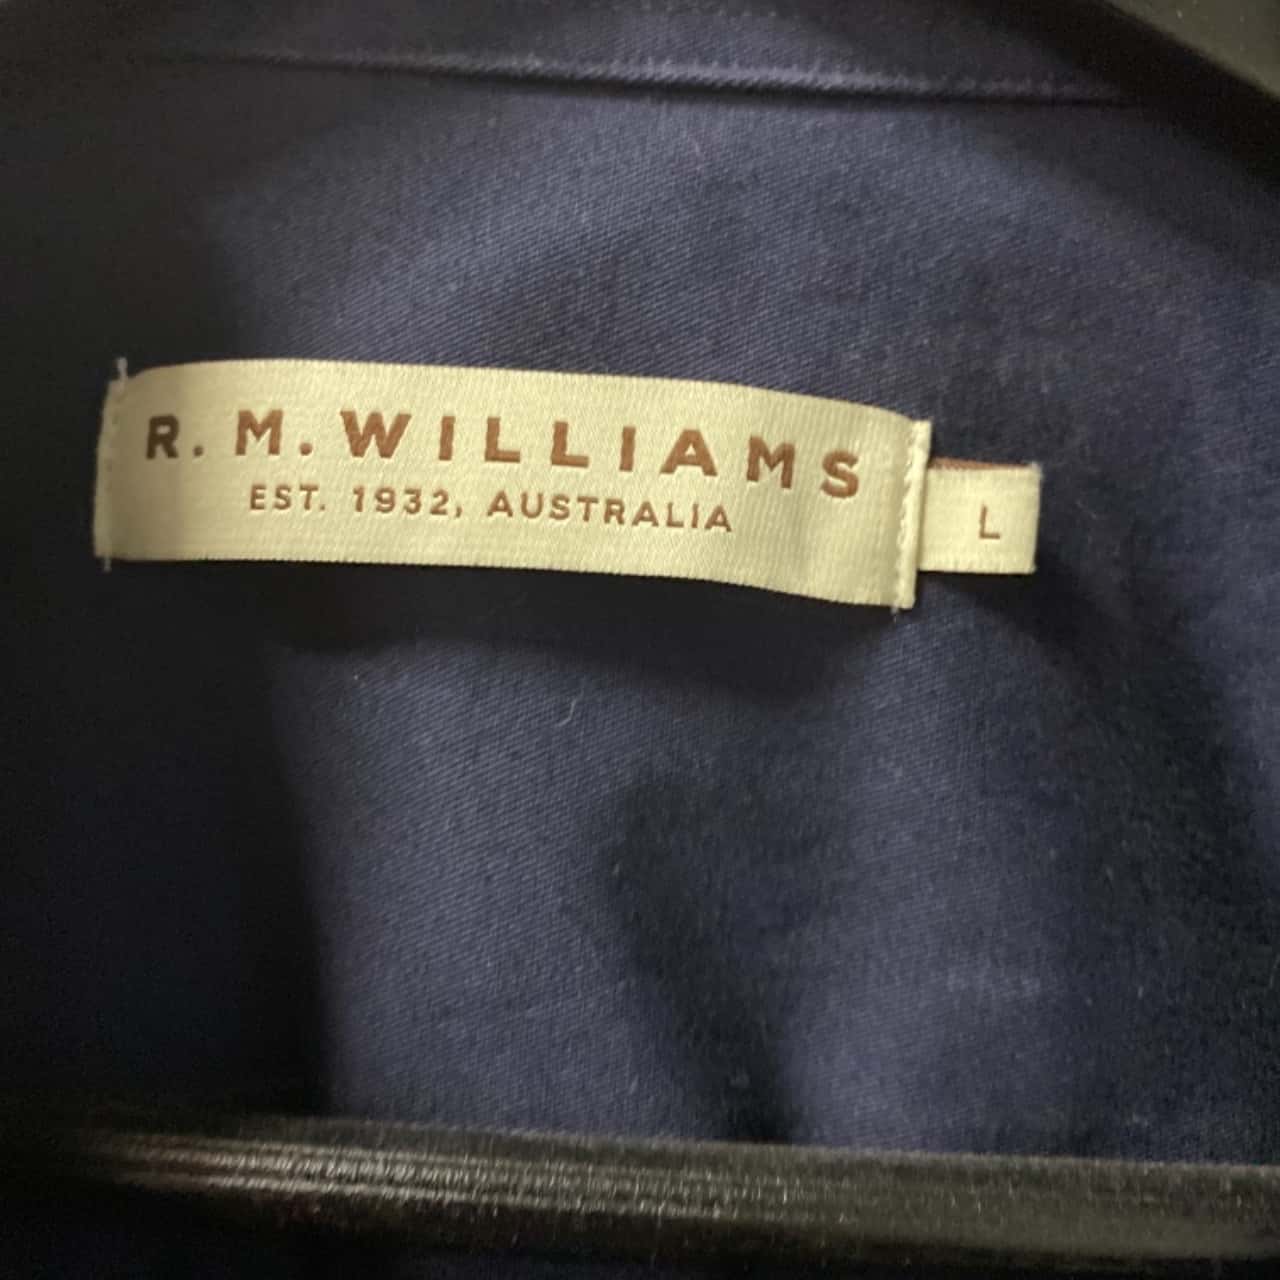 R. M. WILLIAMS
EST. 1932, AUSTRALIA
L